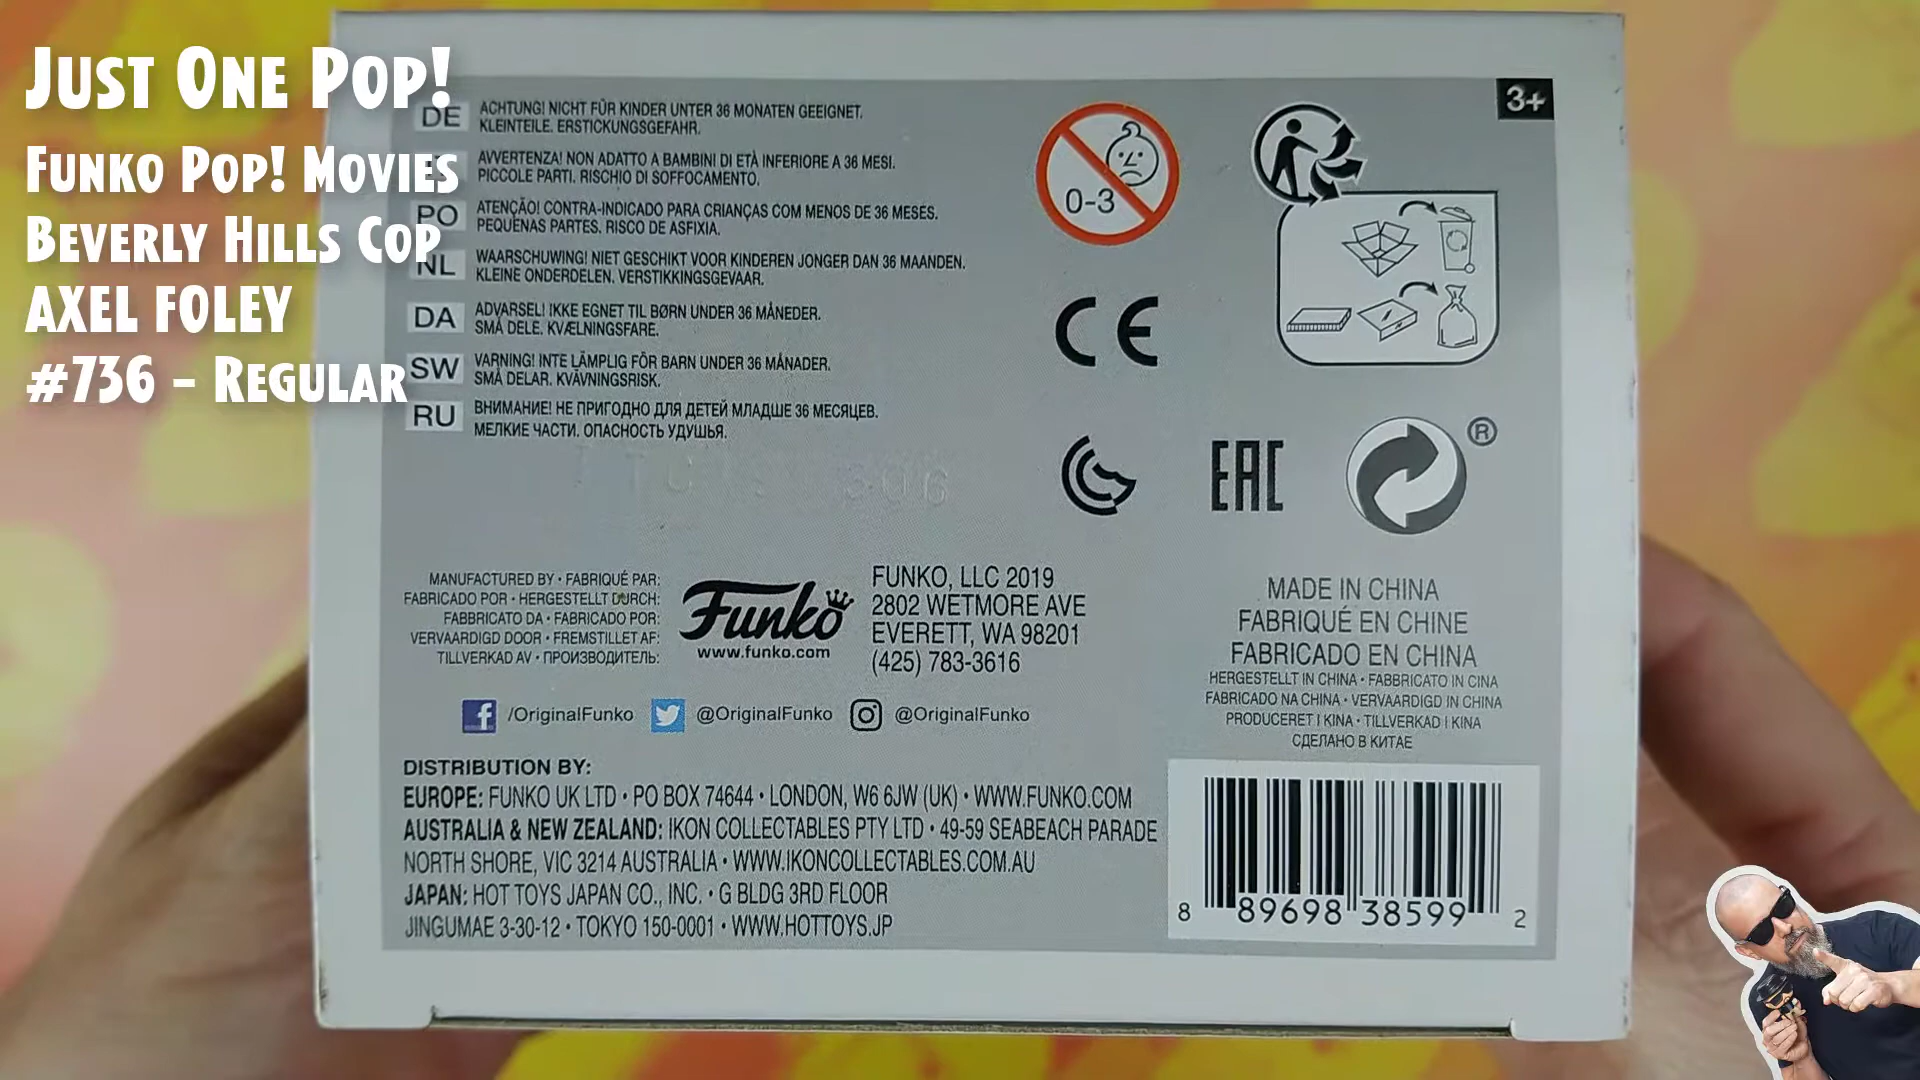 Just One Pop!
Funko Pop! Movies
Beverly Hills Cop
AXEL FOLEY
#736 - Regular
DE ACHTUNG! NICHT FÜR KINDER UNTER 36 MONATEN GEEIGNET.
KLEINTEILE. ERSTICKUNGSGEFAHR.
AVVERTENZA! NON ADATTO A BAMBINI DI ETÀ INFERIORE A 36 MESI.
PICCOLE PARTI. RISCHIO DI SOFFOCAMENTO.
PO ATENÇÃO! CONTRA-INDICADO PARA CRIANÇAS COM MENOS DE 36 MESES.
PEQUENAS PARTES. RISCO DE ASFIXIA.
NL WAARSCHUWING! NIET GESCHIKT VOOR KINDEREN JONGER DAN 36 MAANDEN.
KLEINE ONDERDELEN. VERSTIKKINGSGEVAAR.
DA ADVARSEL! IKKE EGNET TIL BØRN UNDER 36 MÅNEDER.
SMÅ DELE. KVÆLNINGSFARE.
SW VARNING! INTE LÄMPLIG FÖR BARN UNDER 36 MÅNADER.
SMÅ DELAR. KVÄVNINGSRISK.
RU ВНИМАНИЕ! НЕ ПРИГОДНО ДЛЯ ДЕТЕЙ МЛАДШЕ 36 МЕСЯЦЕВ.
МЕЛКИЕ ЧАСТИ. ОПАСНОСТЬ УДУШЬЯ.
0-3
3+
CE
EAC
®
MANUFACTURED BY • FABRIQUÉ PAR:
FABRICADO POR • HERGESTELLT DURCH:
FABBRICATO DA • FABRICADO POR:
VERVAARDIGD DOOR • FREMSTILLET AF:
TILLVERKAD AV • ПРОИЗВОДИТЕЛЬ:
Funko
www.funko.com
FUNKO, LLC 2019
2802 WETMORE AVE
EVERETT, WA 98201
(425) 783-3616
/OriginalFunko @OriginalFunko @OriginalFunko
MADE IN CHINA
FABRIQUÉ EN CHINE
FABRICADO EN CHINA
HERGESTELLT IN CHINA • FABBRICATO IN CINA
FABRICADO NA CHINA • VERVAARDIGD IN CHINA
PRODUCERET I KINA • TILLVERKAD I KINA
СДЕЛАНО В КИТАЕ
DISTRIBUTION BY:
EUROPE: FUNKO UK LTD • PO BOX 74644 • LONDON, W6 6JW (UK) • WWW.FUNKO.COM
AUSTRALIA & NEW ZEALAND: IKON COLLECTABLES PTY LTD • 49-59 SEABEACH PARADE
NORTH SHORE, VIC 3214 AUSTRALIA • WWW.IKONCOLLECTABLES.COM.AU
JAPAN: HOT TOYS JAPAN CO., INC. • G BLDG 3RD FLOOR
JINGUMAE 3-30-12 • TOKYO 150-0001 • WWW.HOTTOYS.JP
8 89698 38599 2